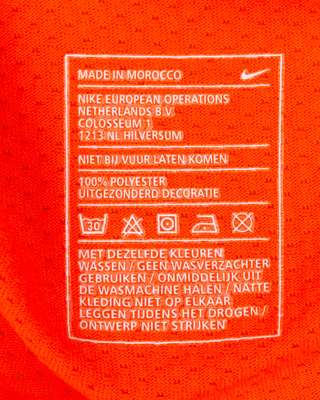 MADE IN MOROCCO
NIKE EUROPEAN OPERATIONS
NETHERLANDS B.V.
COLOSSEUM 1
1213 NL HILVERSUM
NIET BIJ VUUR LATEN KOMEN
100% POLYESTER
UITGEZONDERD DECORATIE
30
MET DEZELFDE KLEUREN
WASSEN / GEEN WASVERZACHTER
GEBRUIKEN / ONMIDDELIJK UIT
DE WASMACHINE HALEN / NATTE
KLEDING NIET OP ELKAAR
LEGGEN TIJDENS HET DROGEN /
ONTWERP NIET STRIJKEN